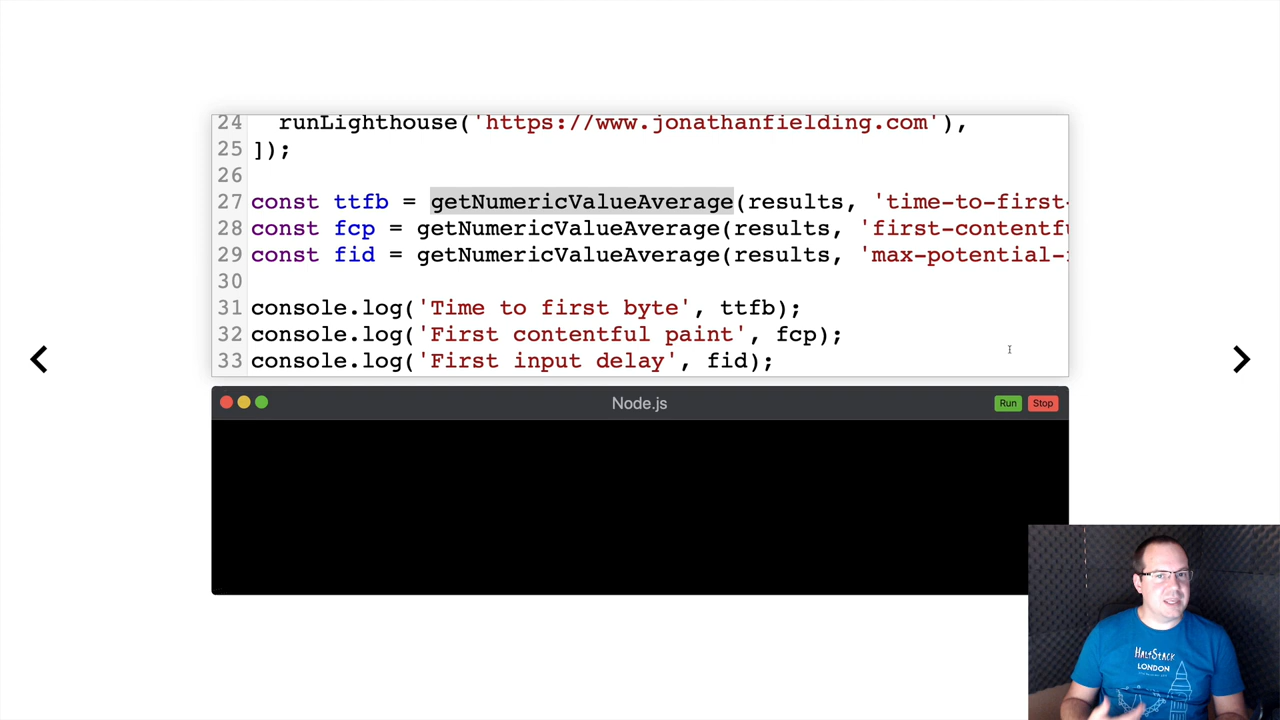 24 runLighthouse('https://www.jonathanfielding.com'),
25 ]);
26
27 const ttfb = getNumericValueAverage(results, 'time-to-first-
28 const fcp = getNumericValueAverage(results, 'first-contentfu
29 const fid = getNumericValueAverage(results, 'max-potential-
30
31 console.log('Time to first byte', ttfb);
32 console.log('First contentful paint', fcp);
33 console.log('First input delay', fid);
Node.js
Run Stop
HALFSTACK
LONDON